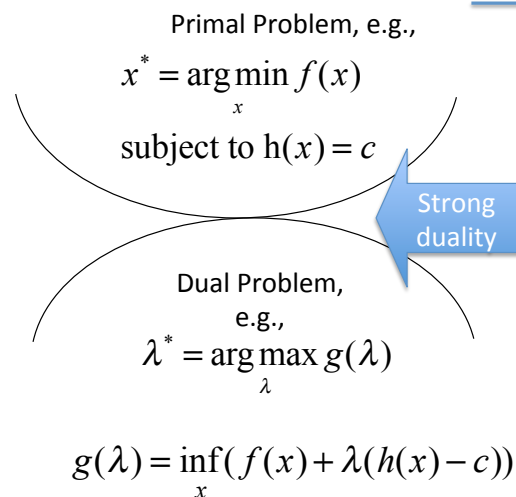 Primal Problem, e.g.,
x* = arg min f(x)
x
subject to h(x) = c
Strong
duality
Dual Problem,
e.g.,
λ* = arg max g(λ)
λ
g(λ) = inf(f(x) + λ(h(x) − c))
x